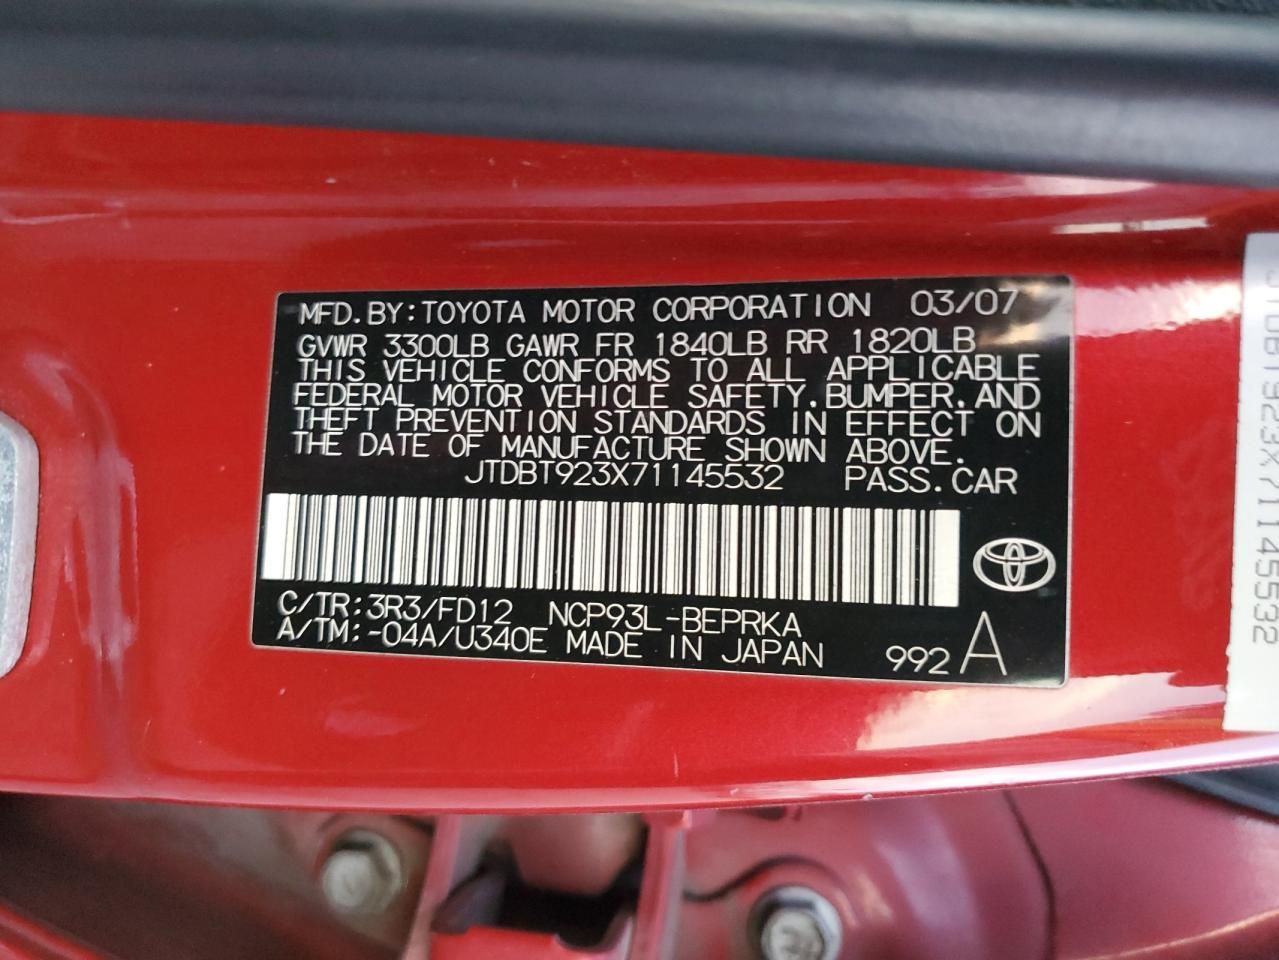 MFD.BY:TOYOTA MOTOR CORPORATION 03/07
GVWR 3300LB GAWR FR 1840LB RR 1820LB
THIS VEHICLE CONFORMS TO ALL APPLICABLE
FEDERAL MOTOR VEHICLE SAFETY,BUMPER,AND
THEFT PREVENTION STANDARDS IN EFFECT ON
THE DATE OF MANUFACTURE SHOWN ABOVE.
JTDBT923X71145532 PASS.CAR
C/TR:3R3/FD12 NCP93L-BEPRKA
A/TM:-04A/U340E MADE IN JAPAN 992 A
JTDBT923X71145532